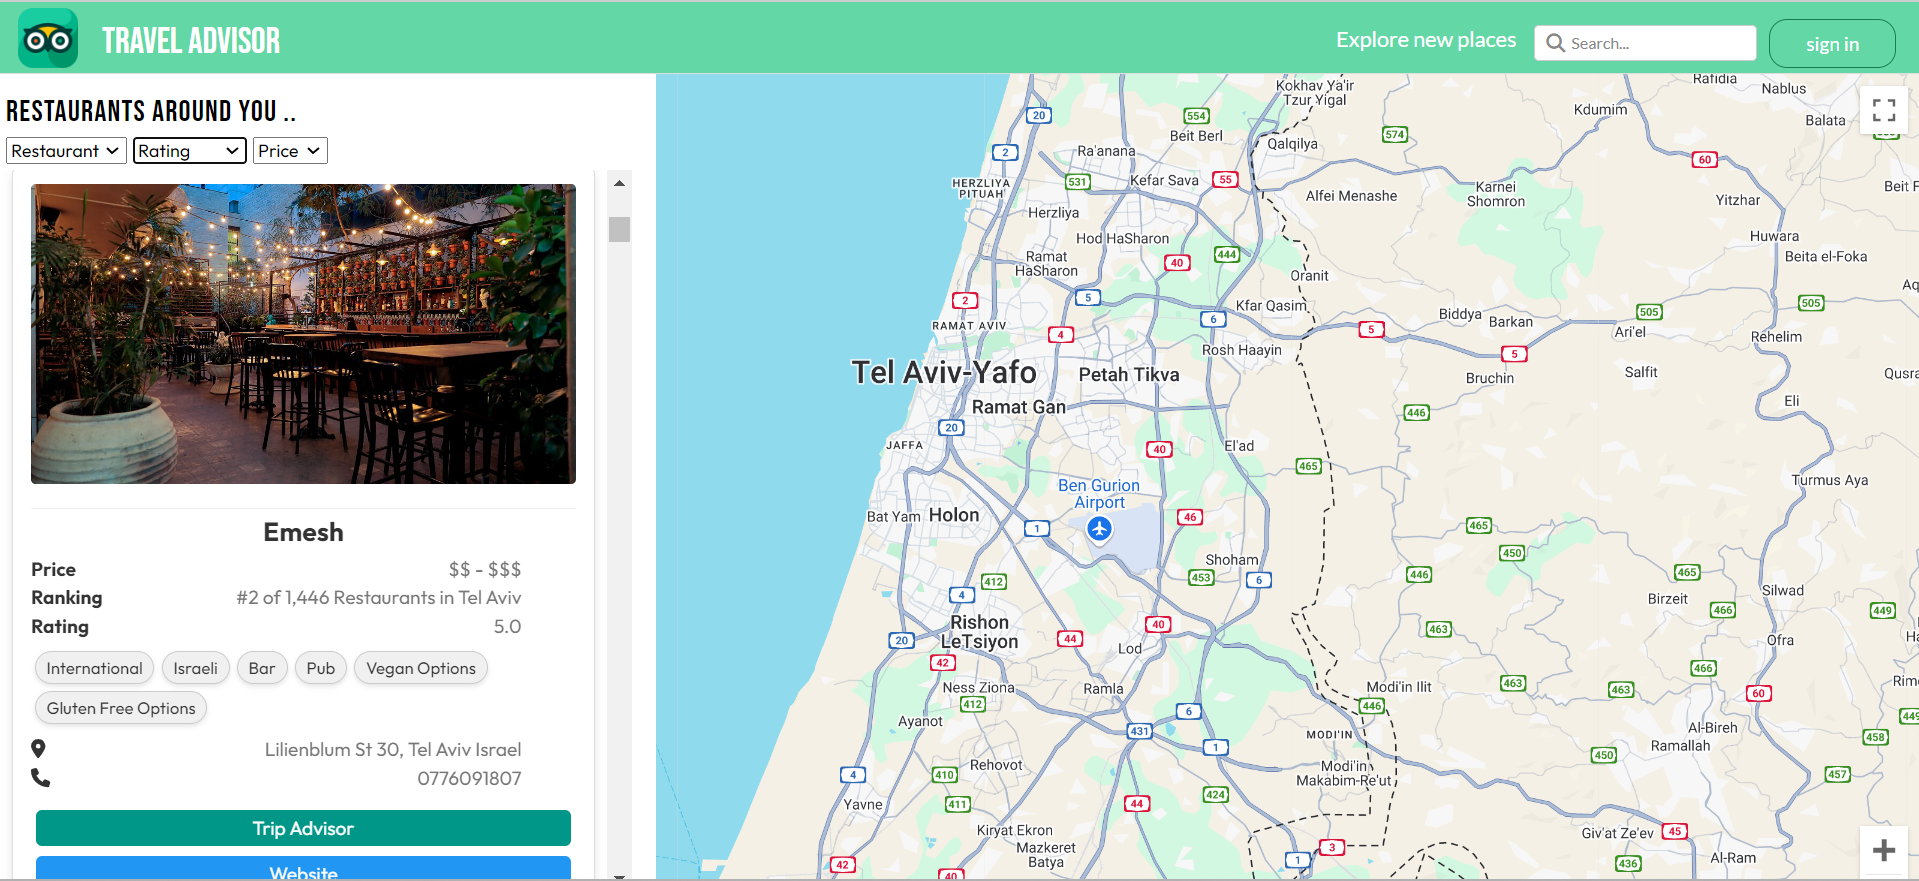 TRAVEL ADVISOR
Explore new places
Search...
sign in
RESTAURANTS AROUND YOU ..
Restaurant
Rating
Price
Emesh
Price
$$ - $$$
Ranking
#2 of 1,446 Restaurants in Tel Aviv
Rating
5.0
International
Israeli
Bar
Pub
Vegan Options
Gluten Free Options
Lilienblum St 30, Tel Aviv Israel
0776091807
Trip Advisor
Website
Kokhav Ya'ir
Tzur Yigal
Rafidia
Nablus
Kdumim
Balata
20
554
574
Beit Berl
Qalqilya
2
Ra'anana
60
HERZLIYA
PITUAH
531
Kefar Sava
55
Alfei Menashe
Karnei
Shomron
Beit F
Yitzhar
Herzliya
Hod HaSharon
Huwara
444
Beita el-Foka
Ramat
HaSharon
40
Oranit
Aq
2
5
Kfar Qasim
505
505
6
Biddya
Barkan
RAMAT AVIV
4
5
Ari'el
Rehelim
Rosh Haayin
5
Tel Aviv-Yafo
Petah Tikva
Bruchin
Salfit
Qusra
Ramat Gan
446
Eli
20
JAFFA
40
El'ad
465
Ben Gurion
Airport
Turmus Aya
Bat Yam
Holon
1
46
465
450
Shoham
412
453
6
446
465
4
Birzeit
Silwad
466
449
Rishon
LeTsiyon
20
44
40
463
Ofra
Ha
Lod
42
466
Ness Ziona
Ramla
Modi'in Ilit
463
463
60
Rimo
412
446
6
Ayanot
431
Al-Bireh
449
MODI'IN
Ramallah
458
1
450
4
410
Rehovot
Modi'in
Makabim-Re'ut
457
411
44
424
Yavne
Kiryat Ekron
Giv'at Ze'ev
45
Mazkeret
Batya
3
42
1
436
Al-Ram
40